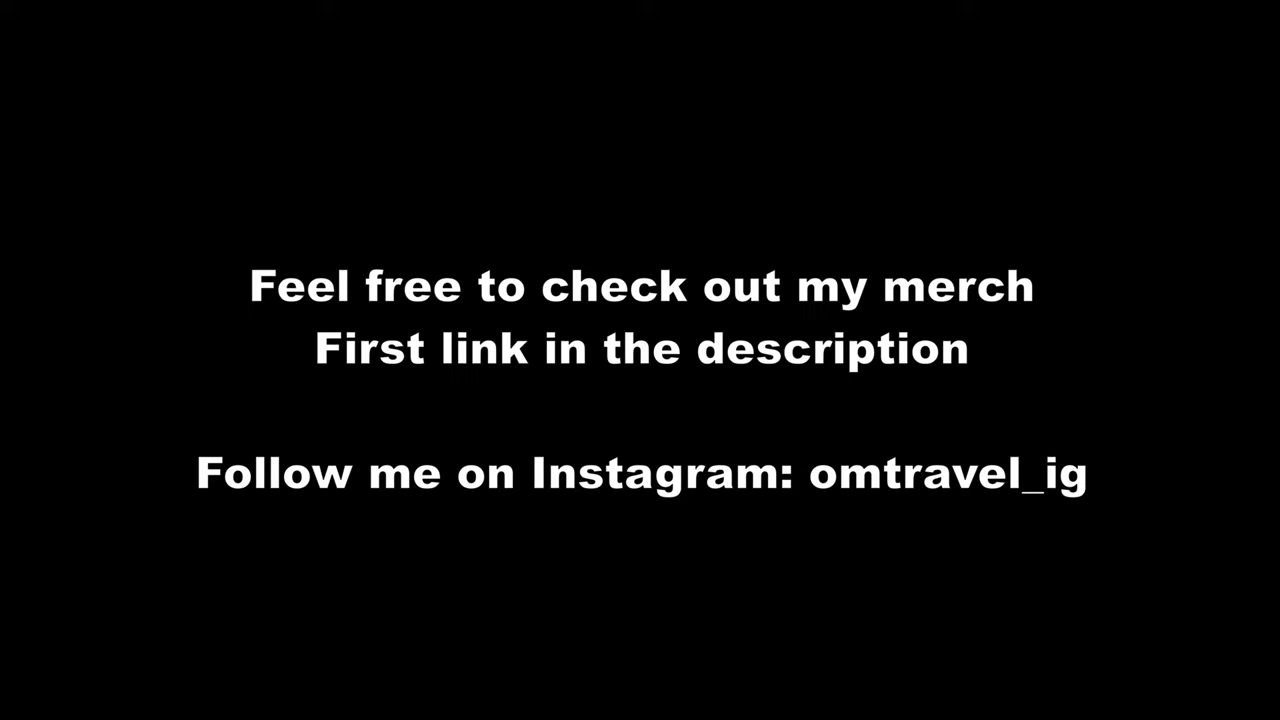 Feel free to check out my merch
First link in the description
Follow me on Instagram: omtravel_ig